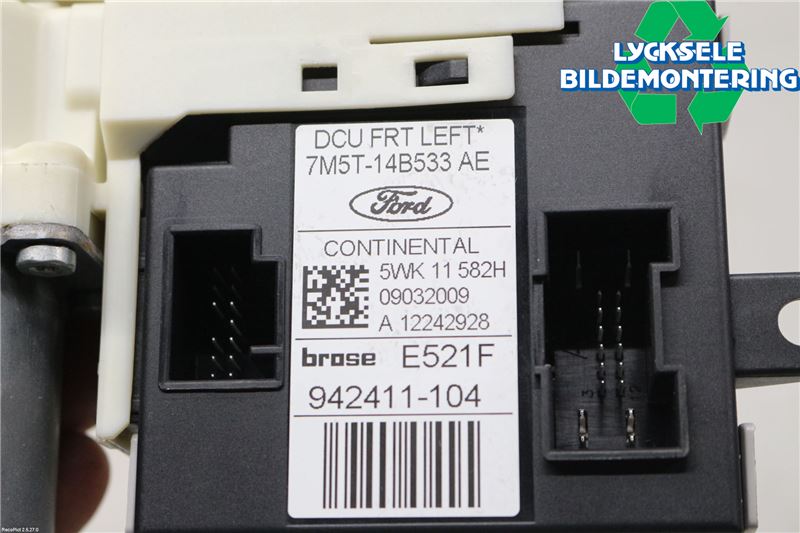 LYCKSELE
BILDEMONTERING
DCU FRT LEFT*
7M5T-14B533 AE
Ford
CONTINENTAL
5WK 11 582H
09032009
A 12242928
brose E521F
942411-104